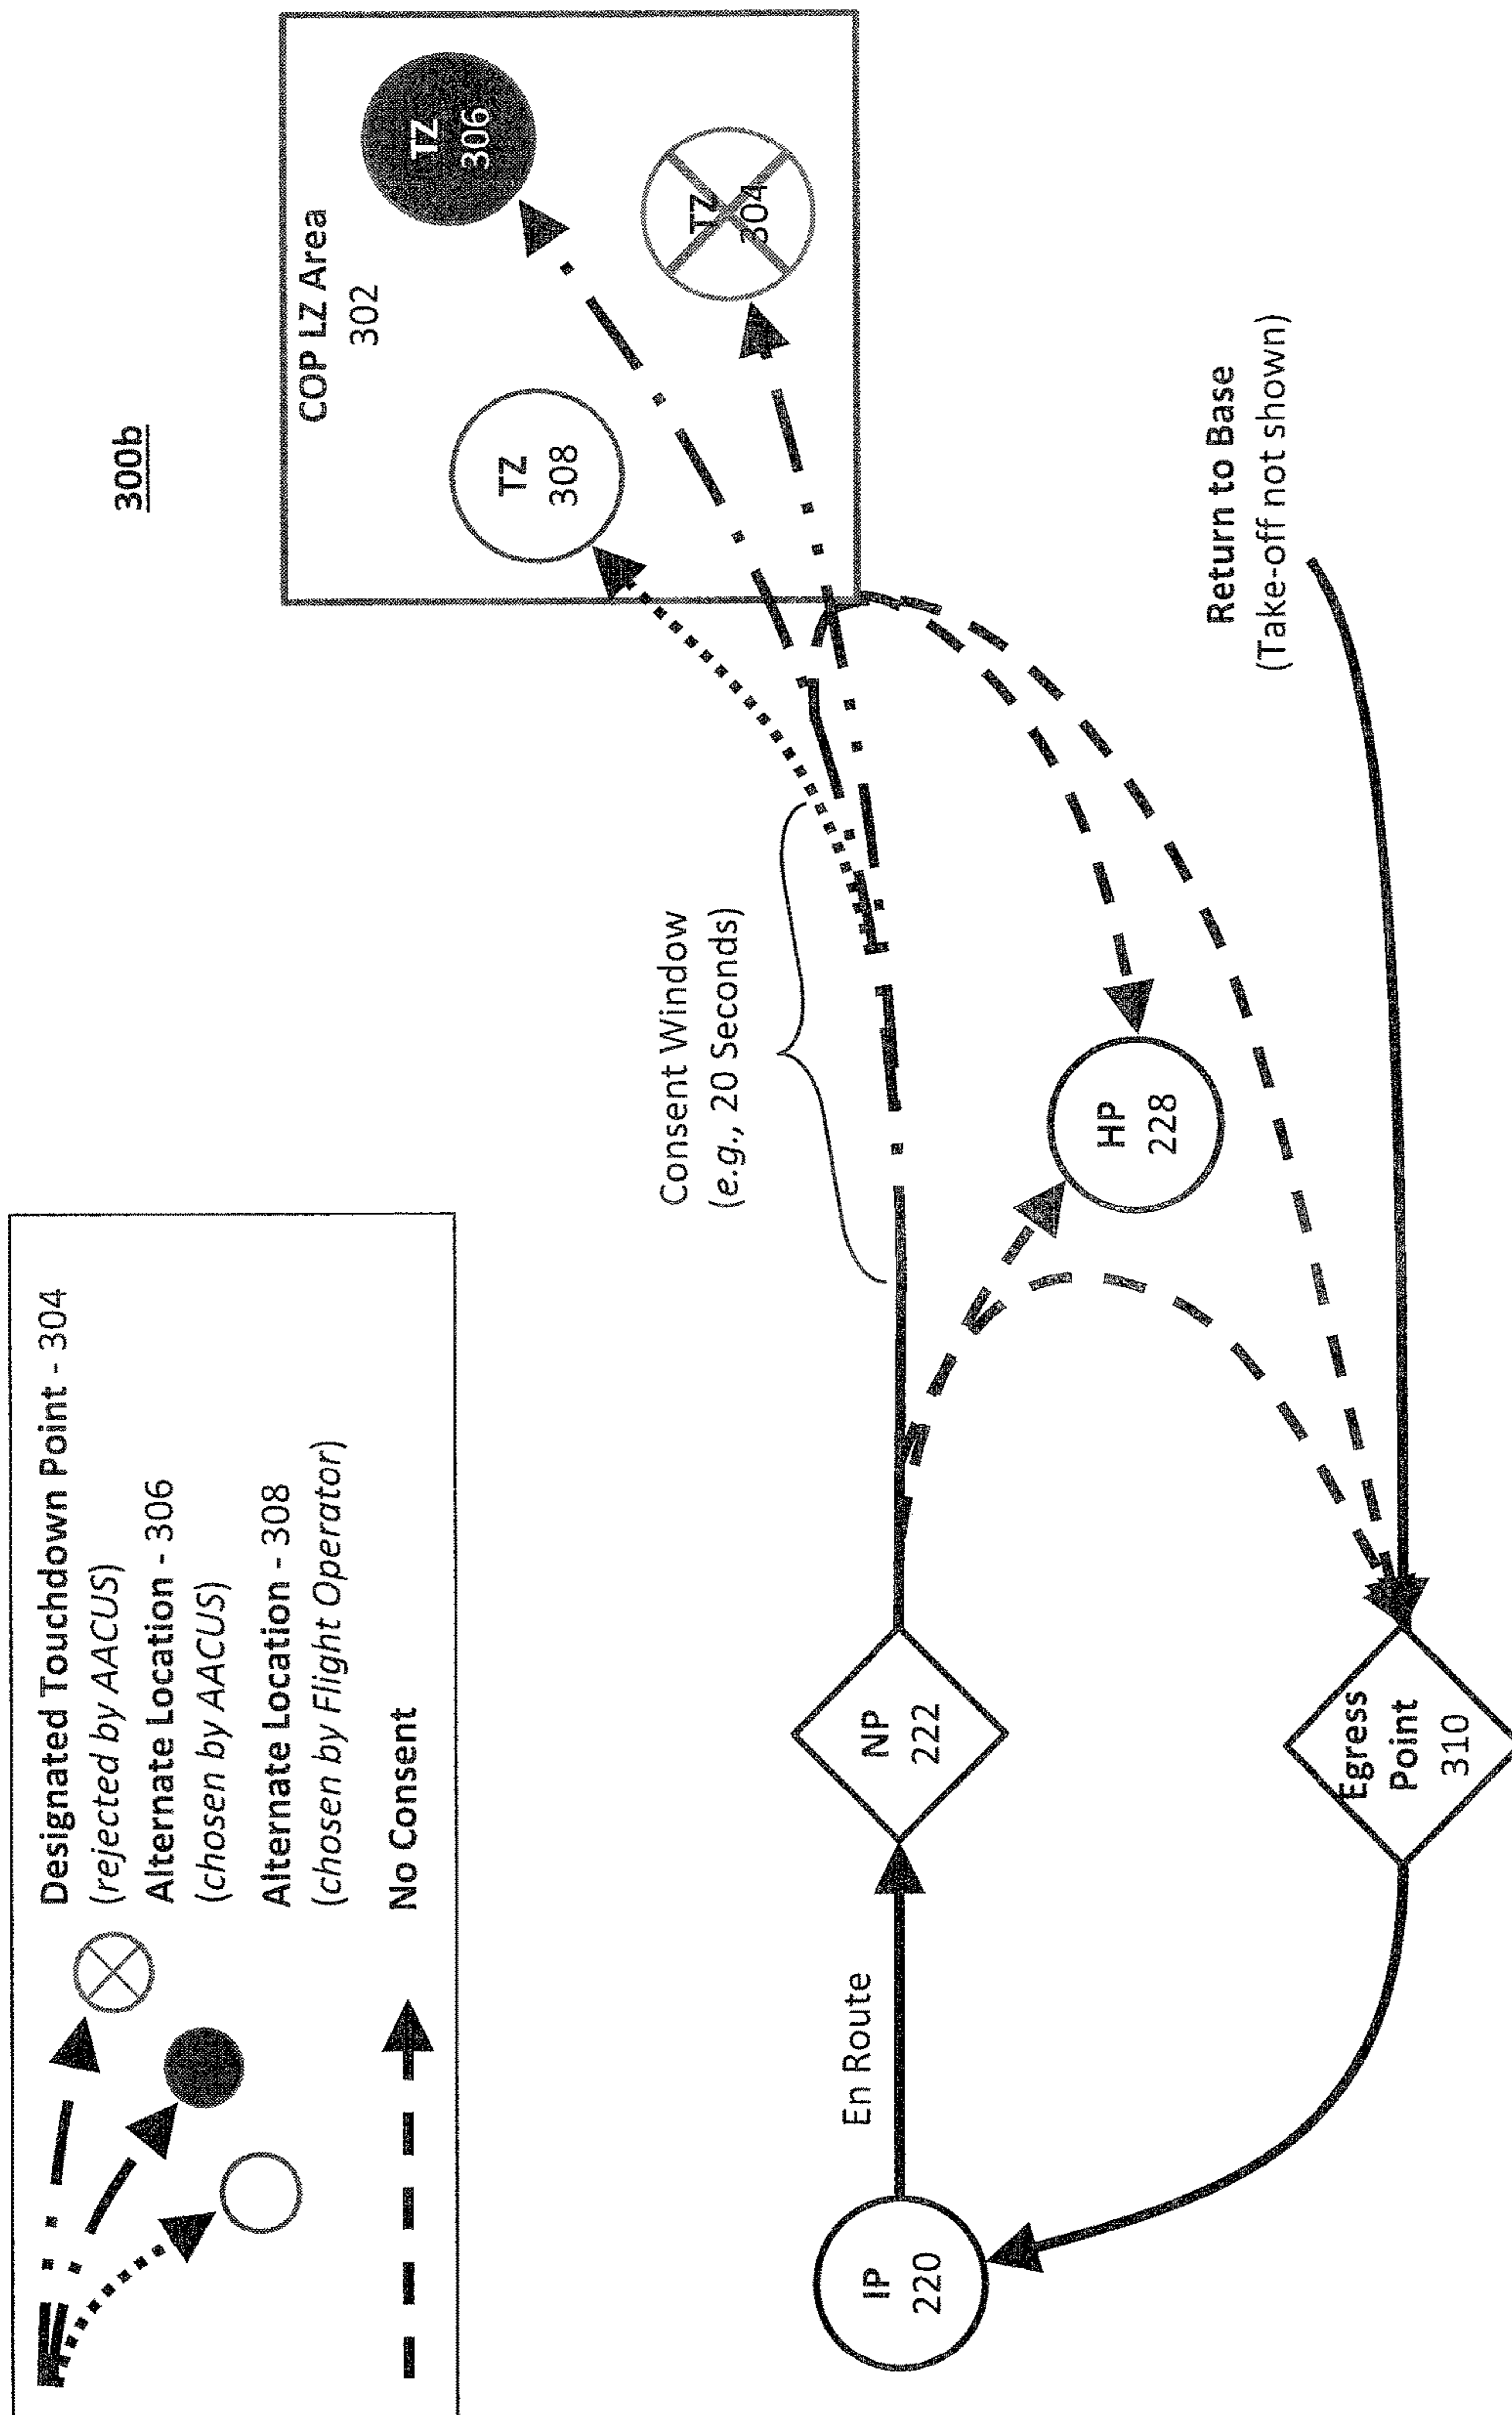 Designated Touchdown Point - 304
(rejected by AACUS)
Alternate Location - 306
(chosen by AACUS)
Alternate Location - 308
(chosen by Flight Operator)
No Consent
300b
COP LZ Area
302
TZ
306
TZ
304
TZ
308
Consent Window
(e.g., 20 Seconds)
En Route
IP
220
NP
222
HP
228
Return to Base
(Take-off not shown)
Egress
Point
310